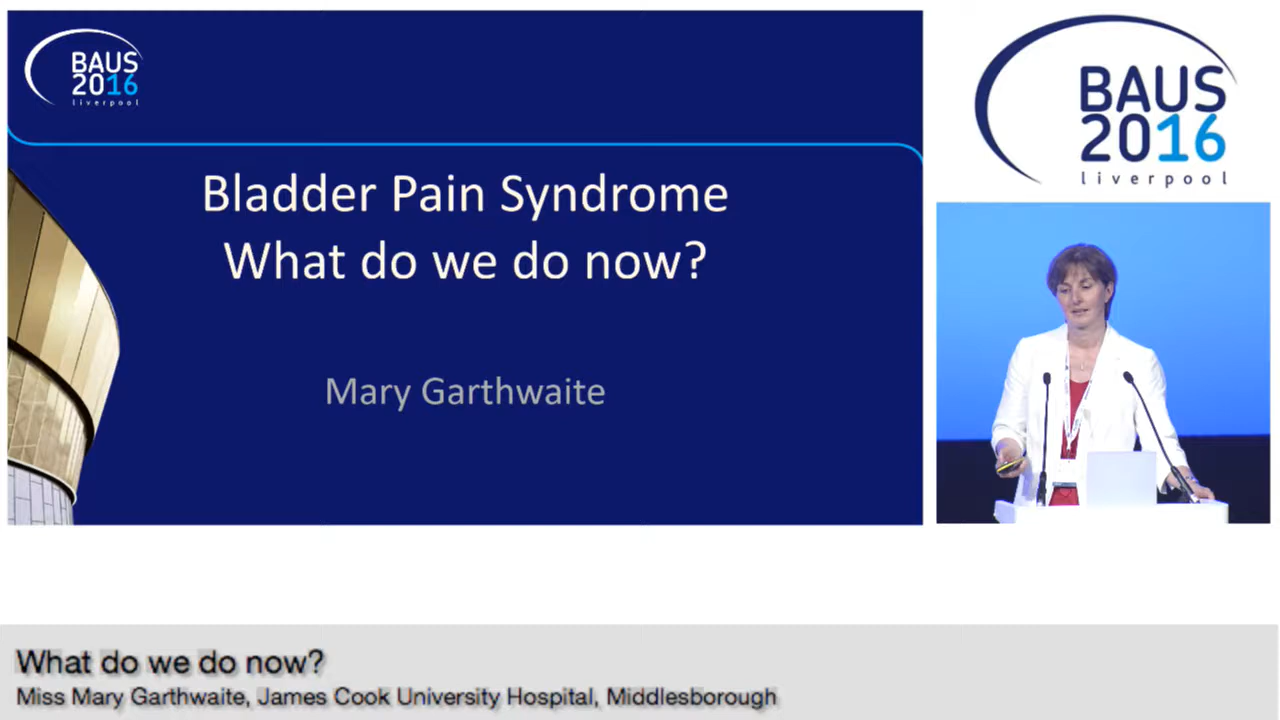 BAUS
2016
liverpool
Bladder Pain Syndrome
What do we do now?
Mary Garthwaite
BAUS
2016
liverpool
What do we do now?
Miss Mary Garthwaite, James Cook University Hospital, Middlesborough